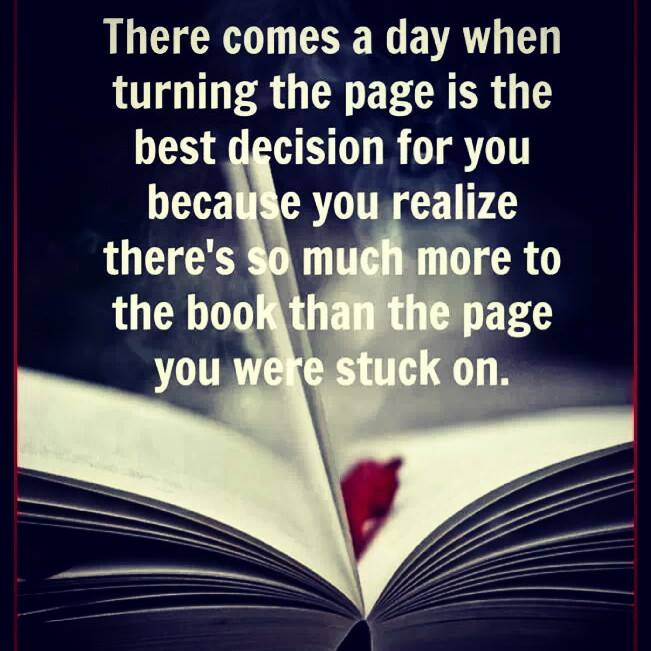 There comes a day when
turning the page is the
best decision for you
because you realize
there's so much more to
the book than the page
you were stuck on.